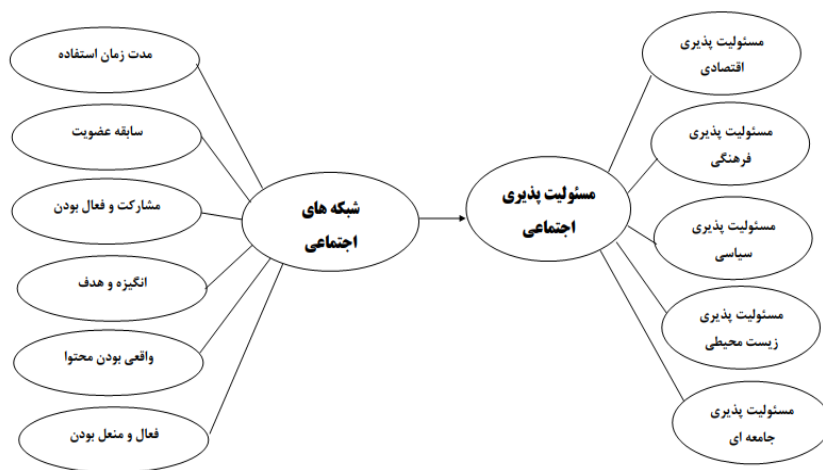 مدت زمان استفاده
سابقه عضویت
مشارکت و فعال بودن
انگیزه و هدف
واقعی بودن محتوا
فعال و منعل بودن
شبکه های
اجتماعی
مسئولیت پذیری
اجتماعی
مسئولیت پذیری
اقتصادی
مسئولیت پذیری
فرهنگی
مسئولیت پذیری
سیاسی
مسئولیت پذیری
زیست محیطی
مسئولیت پذیری
جامعه ای